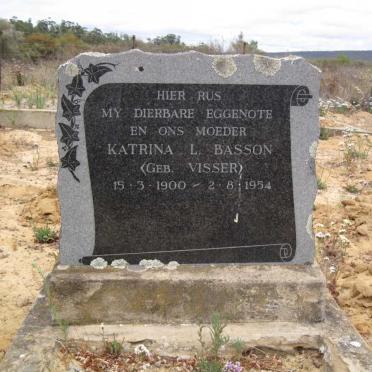 HIER RUS
MY DIERBARE EGGENOTE
EN ONS MOEDER
KATRINA L. BASSON
(GEB. VISSER)
15·3·1900 - 2·8·1954